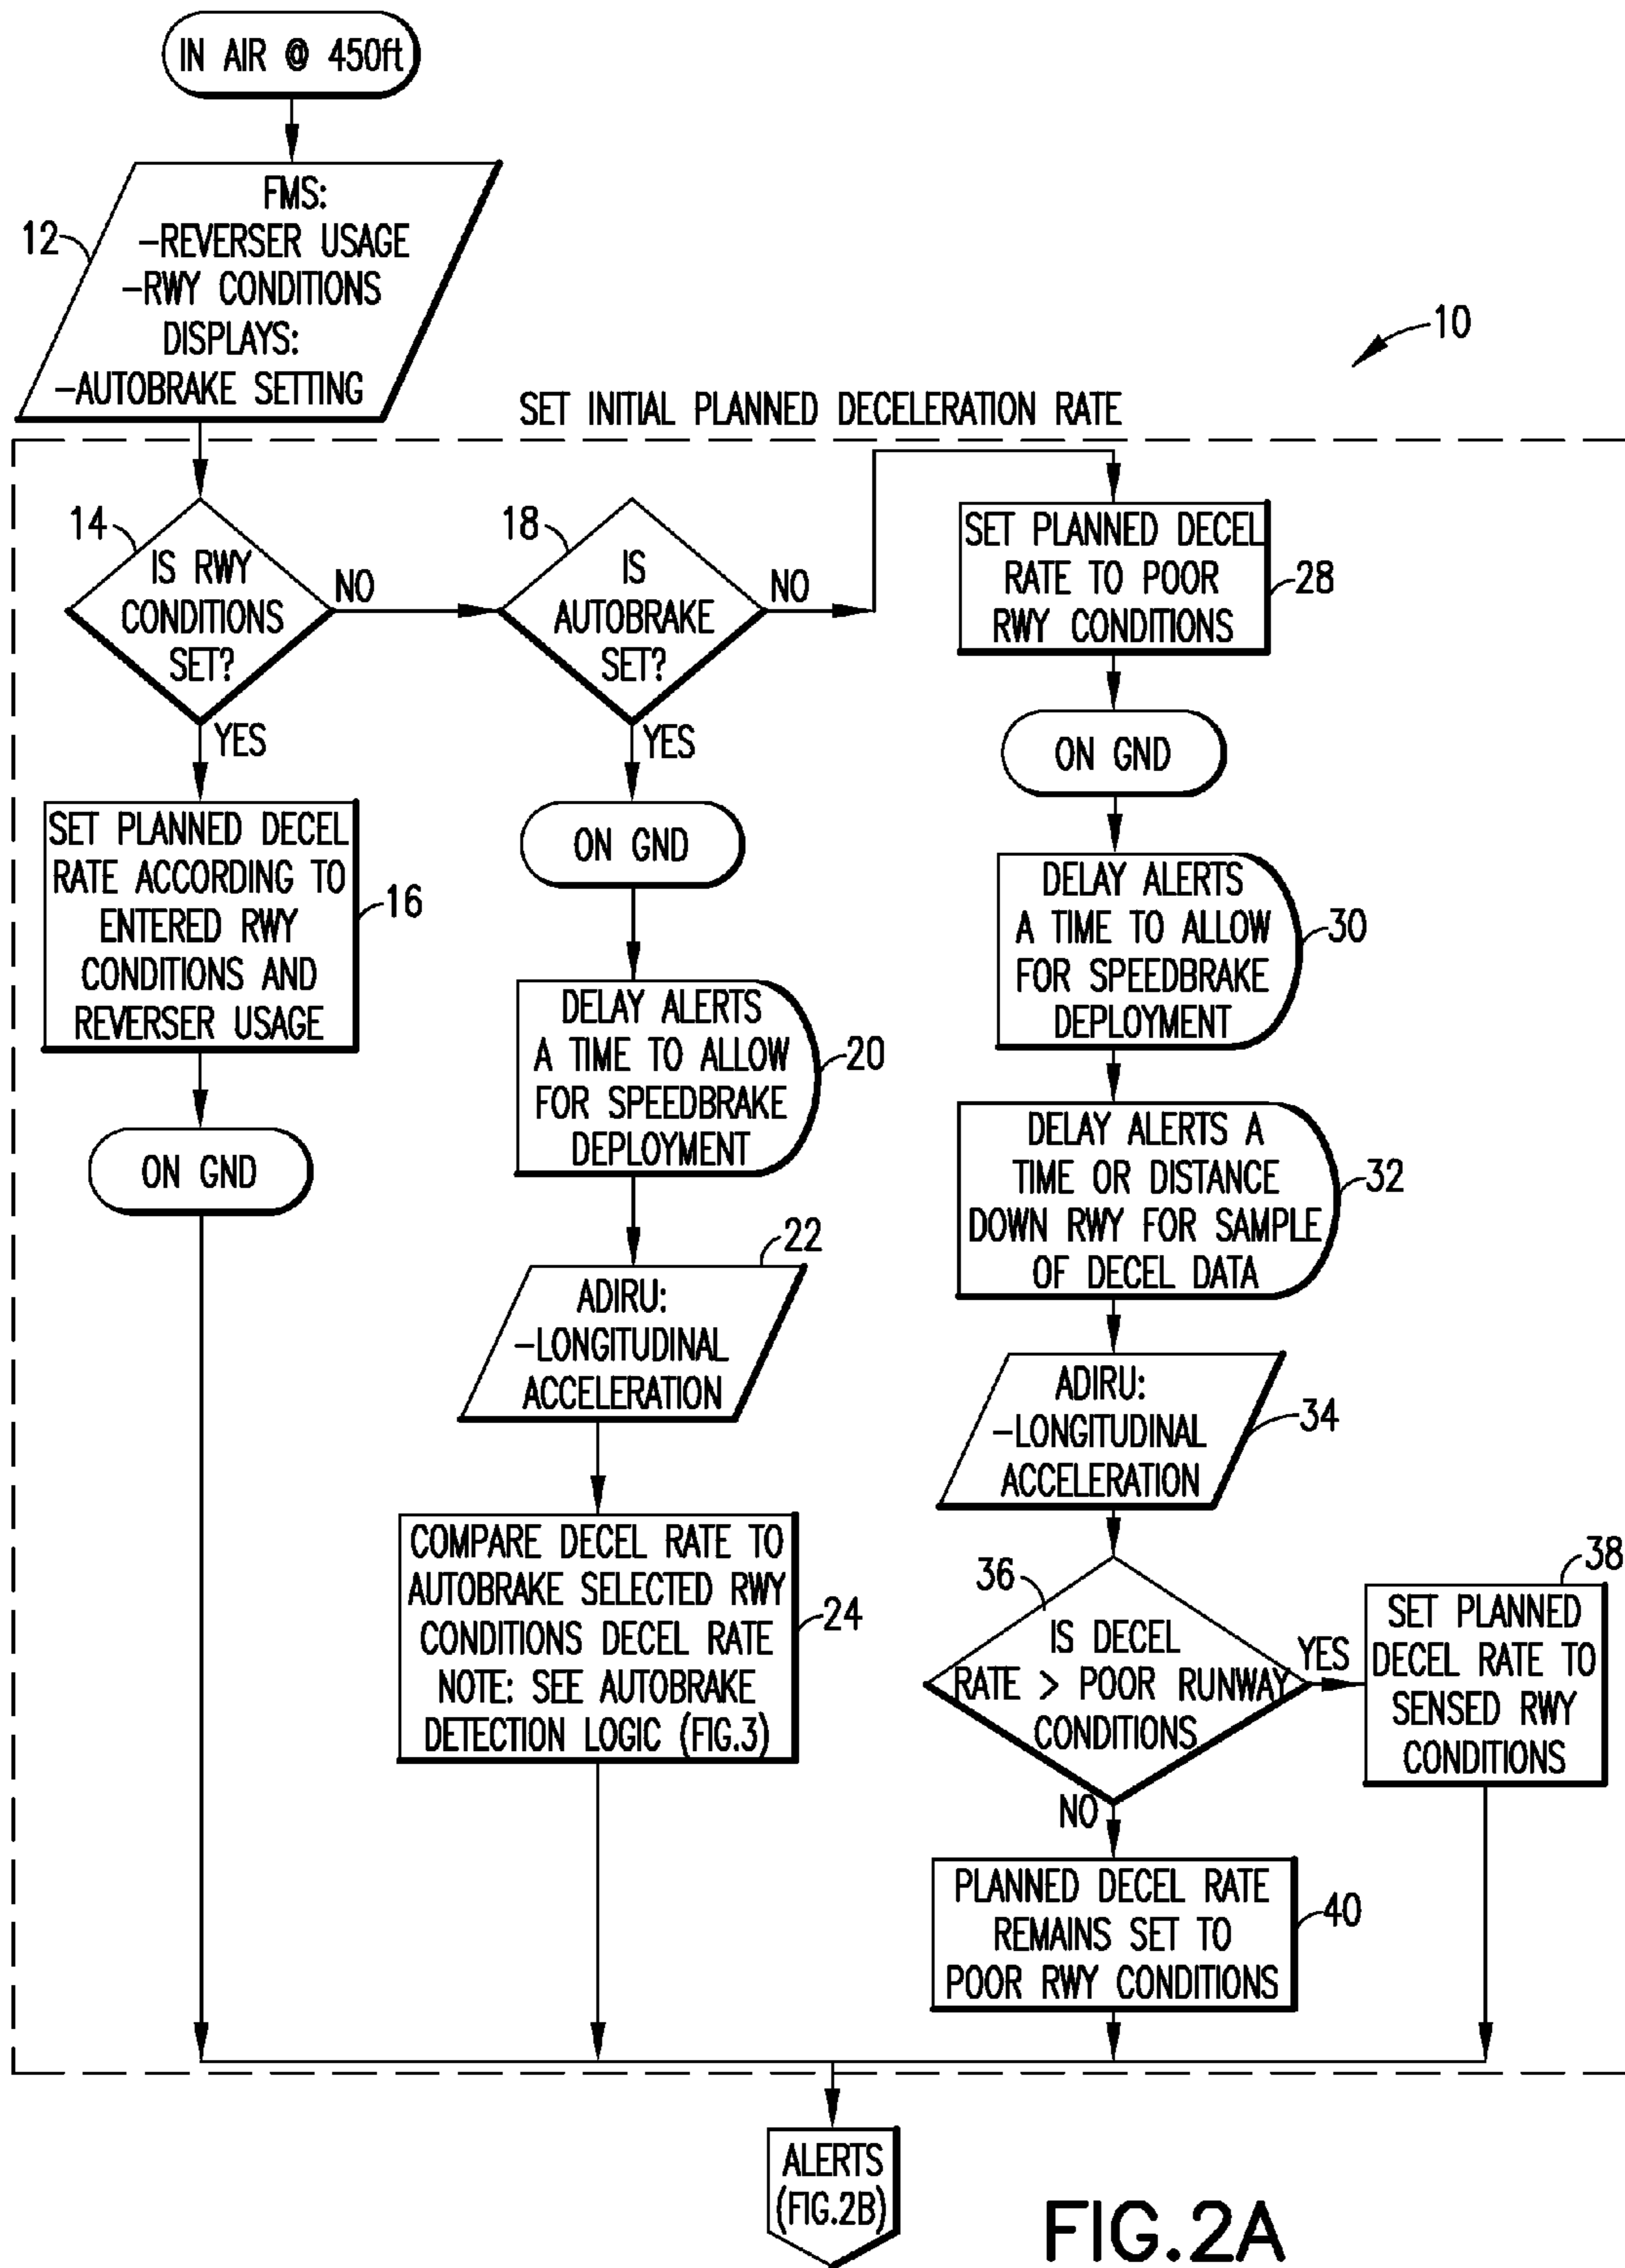 IN AIR @ 450ft
12
FMS:
-REVERSER USAGE
-RWY CONDITIONS
DISPLAYS:
-AUTOBRAKE SETTING
10
SET INITIAL PLANNED DECELERATION RATE
14
IS RWY
CONDITIONS
SET?
NO
YES
SET PLANNED DECEL
RATE ACCORDING TO
ENTERED RWY
CONDITIONS AND
REVERSER USAGE
16
ON GND
18
IS
AUTOBRAKE
SET?
NO
YES
ON GND
DELAY ALERTS
A TIME TO ALLOW
FOR SPEEDBRAKE
DEPLOYMENT
20
22
ADIRU:
-LONGITUDINAL
ACCELERATION
COMPARE DECEL RATE TO
AUTOBRAKE SELECTED RWY
CONDITIONS DECEL RATE
NOTE: SEE AUTOBRAKE
DETECTION LOGIC (FIG.3)
24
SET PLANNED DECEL
RATE TO POOR
RWY CONDITIONS
28
ON GND
DELAY ALERTS
A TIME TO ALLOW
FOR SPEEDBRAKE
DEPLOYMENT
30
DELAY ALERTS A
TIME OR DISTANCE
DOWN RWY FOR SAMPLE
OF DECEL DATA
32
ADIRU:
-LONGITUDINAL
ACCELERATION
34
36
IS DECEL
RATE > POOR RUNWAY
CONDITIONS
YES
NO
38
SET PLANNED
DECEL RATE TO
SENSED RWY
CONDITIONS
PLANNED DECEL RATE
REMAINS SET TO
POOR RWY CONDITIONS
40
ALERTS
(FIG.2B)
FIG.2A